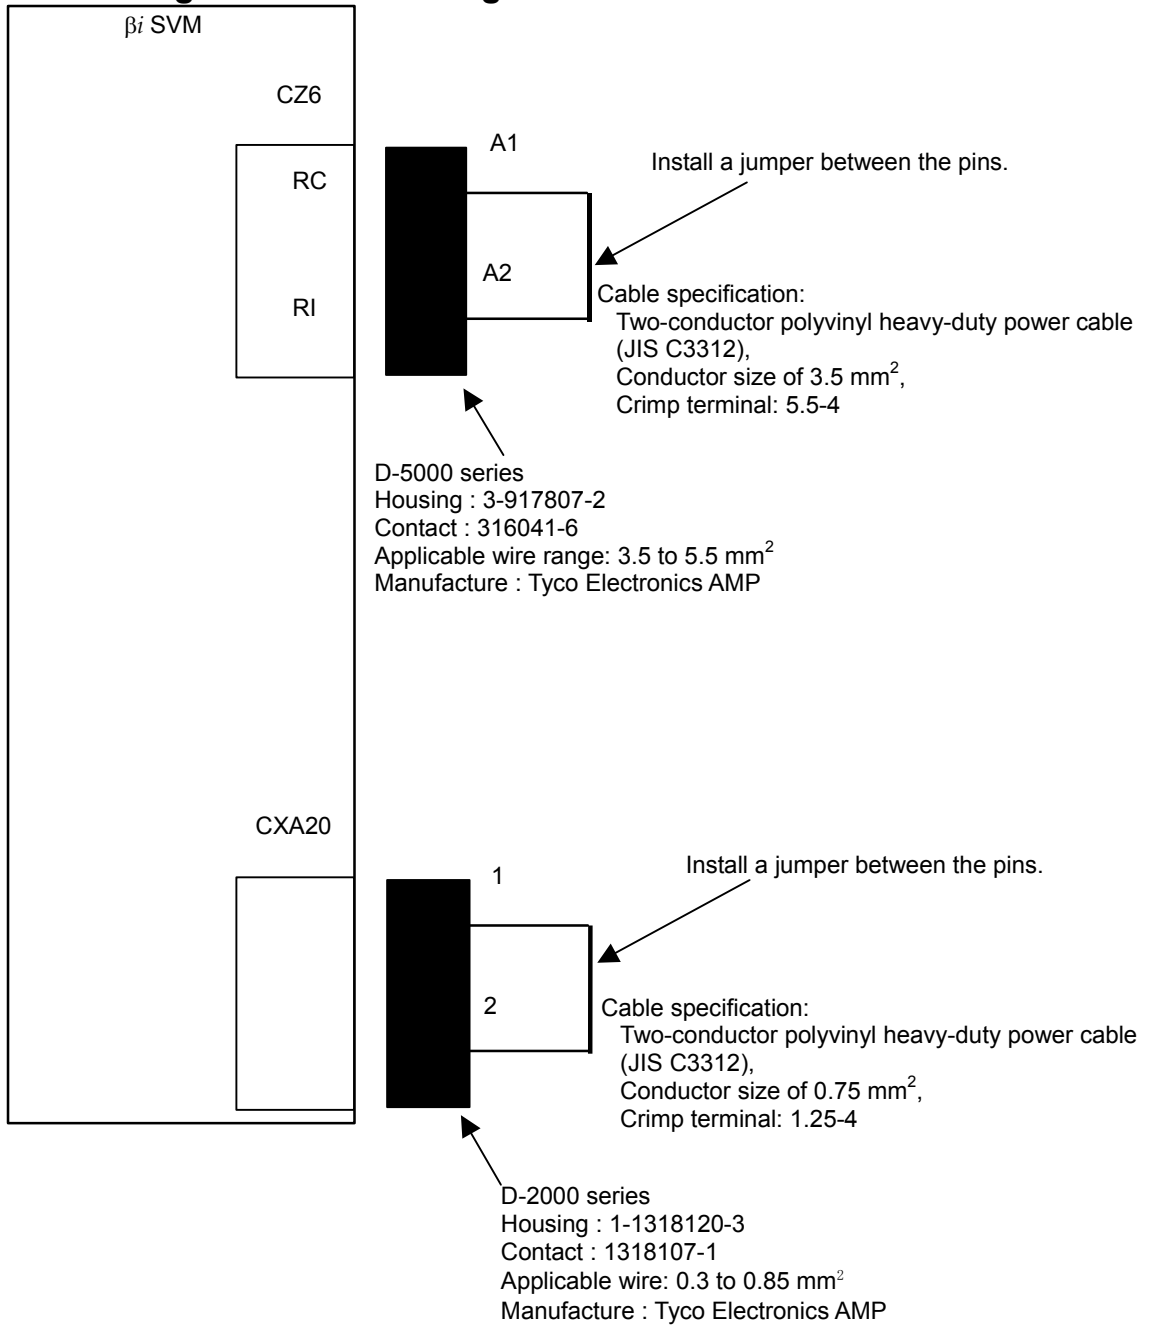 βi SVM
CZ6
RC
RI
A1
A2
Install a jumper between the pins.
Cable specification:
Two-conductor polyvinyl heavy-duty power cable
(JIS C3312),
Conductor size of 3.5 mm²,
Crimp terminal: 5.5-4
D-5000 series
Housing : 3-917807-2
Contact : 316041-6
Applicable wire range: 3.5 to 5.5 mm²
Manufacture : Tyco Electronics AMP
CXA20
1
2
Install a jumper between the pins.
Cable specification:
Two-conductor polyvinyl heavy-duty power cable
(JIS C3312),
Conductor size of 0.75 mm²,
Crimp terminal: 1.25-4
D-2000 series
Housing : 1-1318120-3
Contact : 1318107-1
Applicable wire: 0.3 to 0.85 mm²
Manufacture : Tyco Electronics AMP